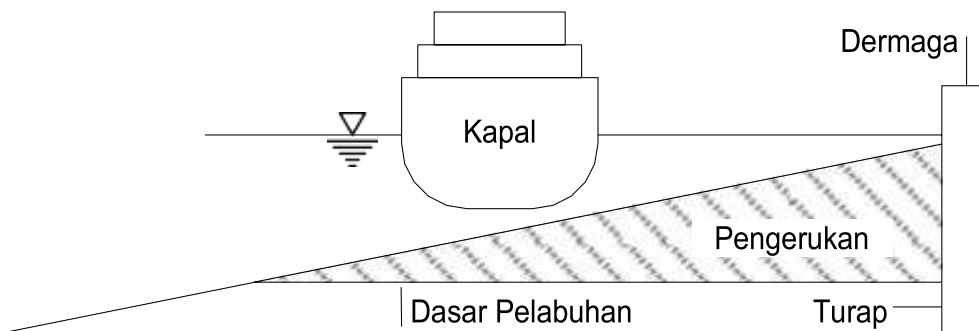 Dermaga
Kapal
Pengerukan
Dasar Pelabuhan
Turap